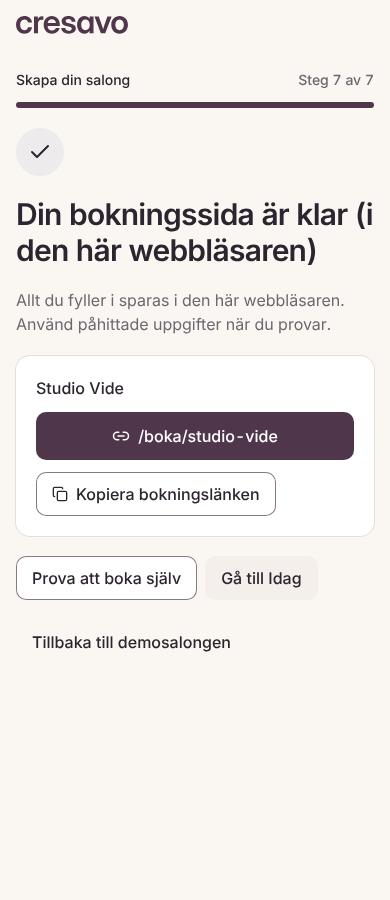 cresavo
Skapa din salong
Steg 7 av 7
Din bokningssida är klar (i
den här webbläsaren)
Allt du fyller i sparas i den här webbläsaren.
Använd påhittade uppgifter när du provar.
Studio Vide
/boka/studio-vide
Kopiera bokningslänken
Prova att boka själv
Gå till Idag
Tillbaka till demosalongen